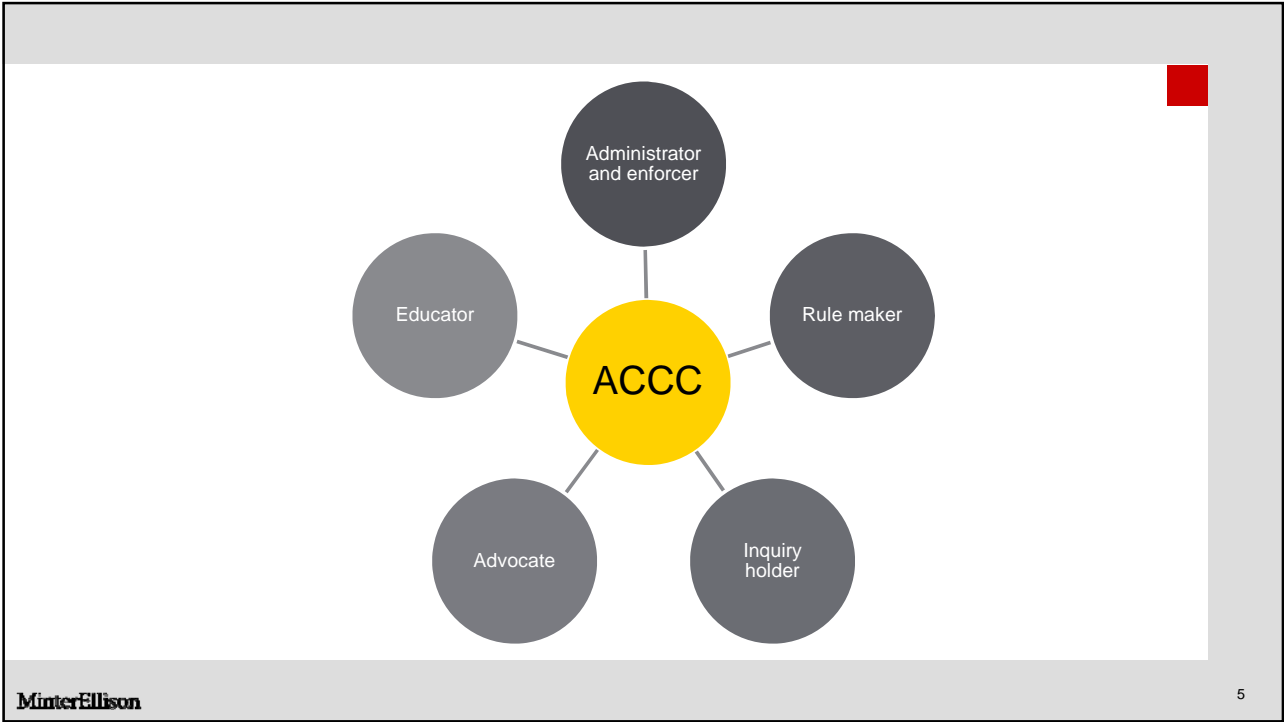 Administrator
and enforcer
Educator
Rule maker
ACCC
Advocate
Inquiry
holder
MinterEllison
5